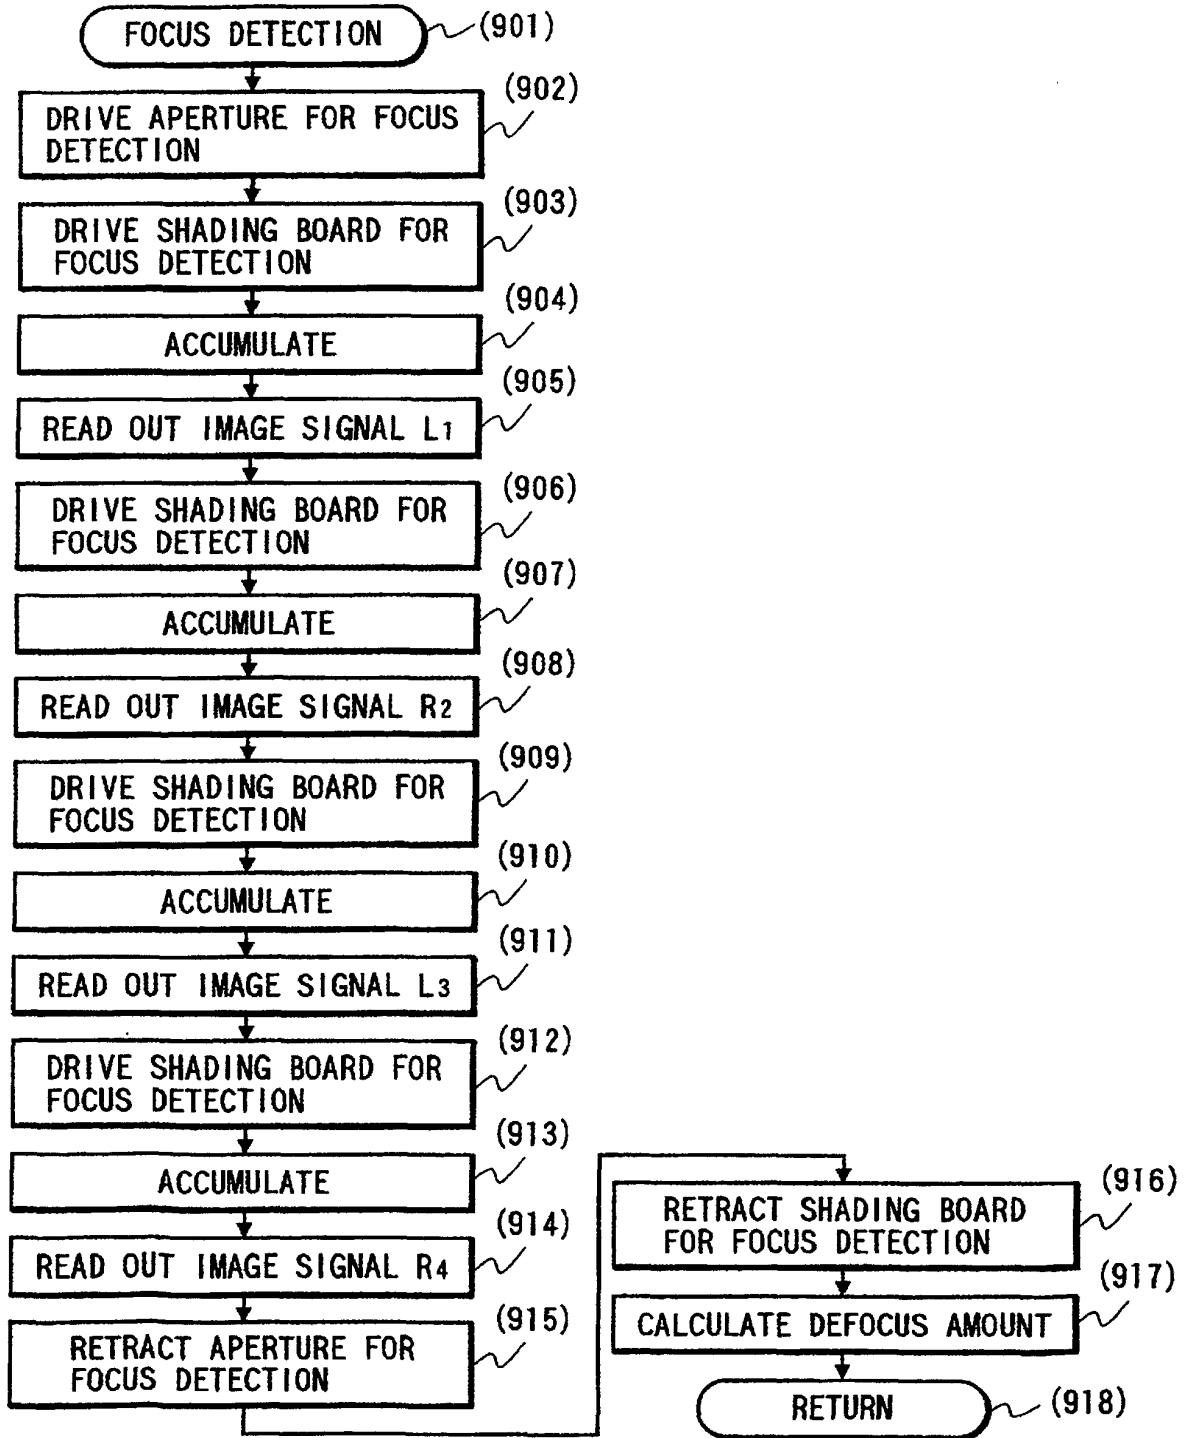 FOCUS DETECTION
(901)
(902)
DRIVE APERTURE FOR FOCUS
DETECTION
(903)
DRIVE SHADING BOARD FOR
FOCUS DETECTION
(904)
ACCUMULATE
(905)
READ OUT IMAGE SIGNAL L1
(906)
DRIVE SHADING BOARD FOR
FOCUS DETECTION
(907)
ACCUMULATE
(908)
READ OUT IMAGE SIGNAL R2
(909)
DRIVE SHADING BOARD FOR
FOCUS DETECTION
(910)
ACCUMULATE
(911)
READ OUT IMAGE SIGNAL L3
(912)
DRIVE SHADING BOARD FOR
FOCUS DETECTION
(913)
ACCUMULATE
(914)
READ OUT IMAGE SIGNAL R4
(915)
RETRACT APERTURE FOR
FOCUS DETECTION
(916)
RETRACT SHADING BOARD
FOR FOCUS DETECTION
(917)
CALCULATE DEFOCUS AMOUNT
RETURN
(918)